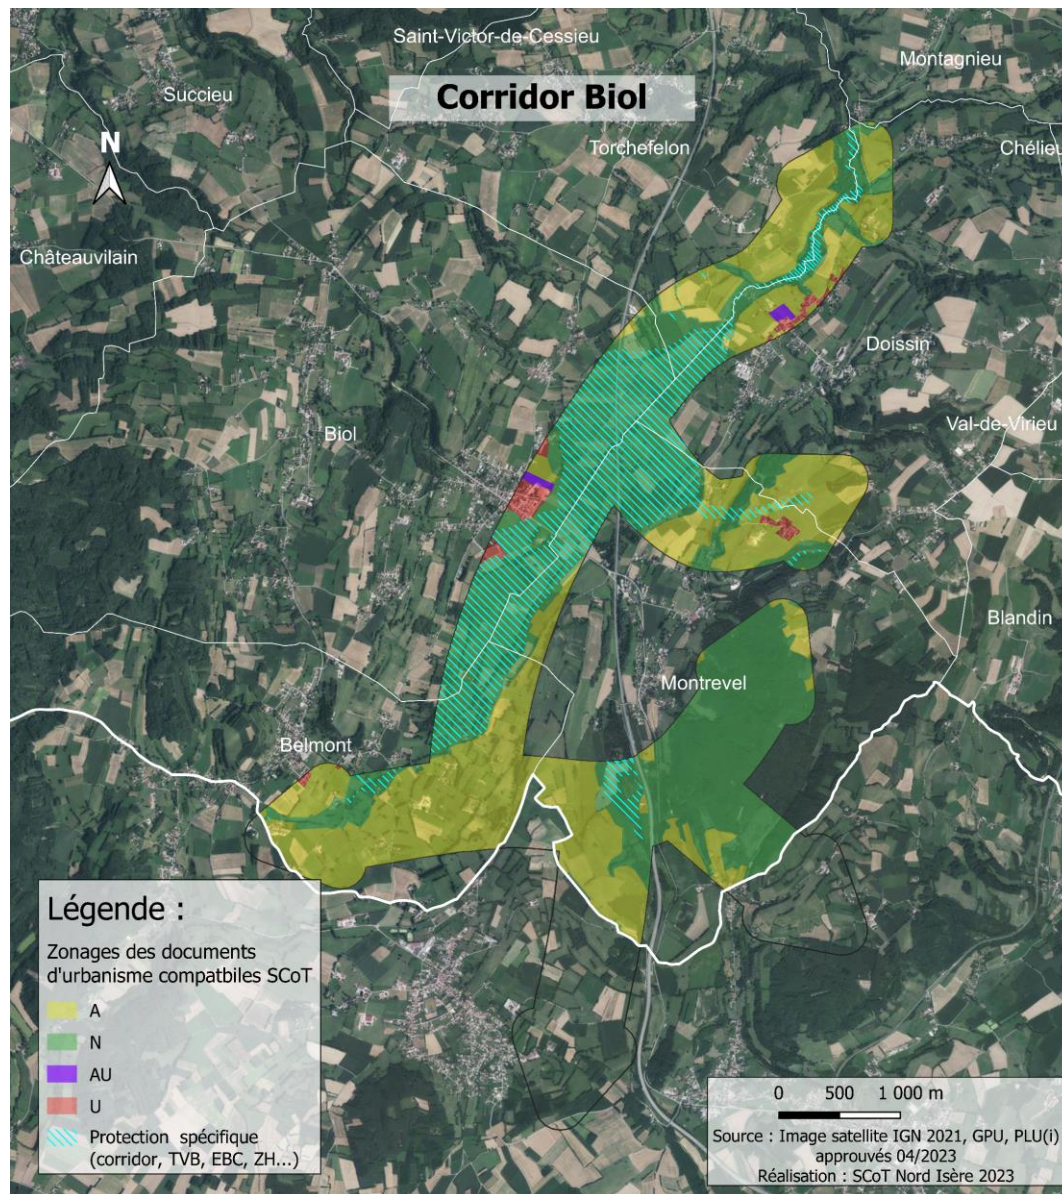 Saint-Victor-de-Cessieu
Montagnieu
Succieu
Corridor Biol
N
Torchefelon
Chélieu
Châteauvilain
Doissin
Val-de-Virieu
Biol
Blandin
Montrevel
Belmont
Légende :
Zonages des documents
d'urbanisme compatbiles SCoT
A
N
AU
U
Protection spécifique
(corridor, TVB, EBC, ZH...)
0 500 1 000 m
Source : Image satellite IGN 2021, GPU, PLU(i)
approuvés 04/2023
Réalisation : SCoT Nord Isère 2023